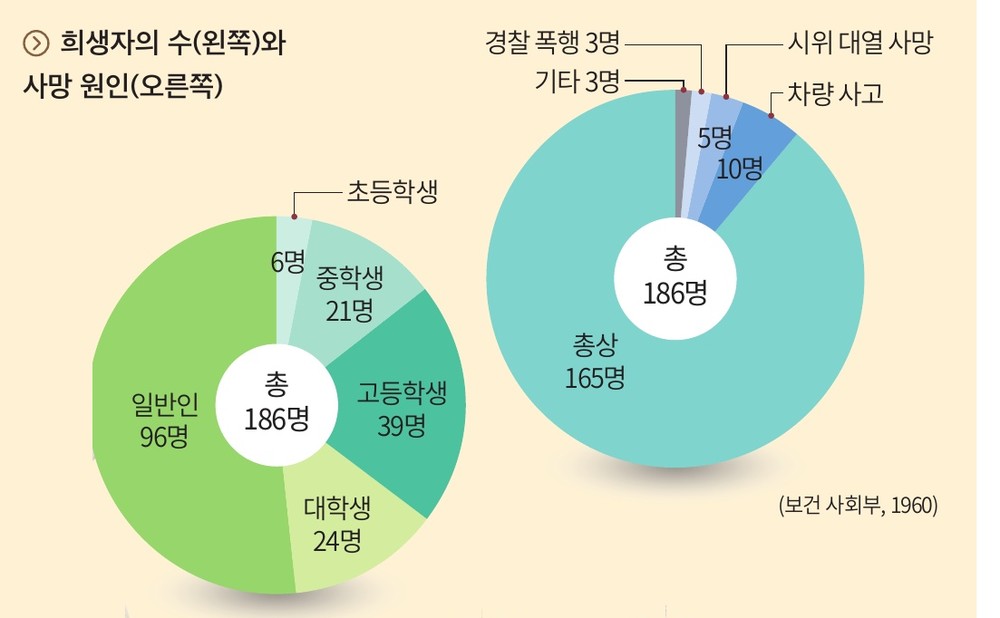 희생자의 수(왼쪽)와
사망 원인(오른쪽)
초등학생
6명
중학생
21명
고등학생
39명
대학생
24명
일반인
96명
총
186명
경찰 폭행 3명
기타 3명
시위 대열 사망
5명
차량 사고
10명
총상
165명
총
186명
(보건 사회부, 1960)